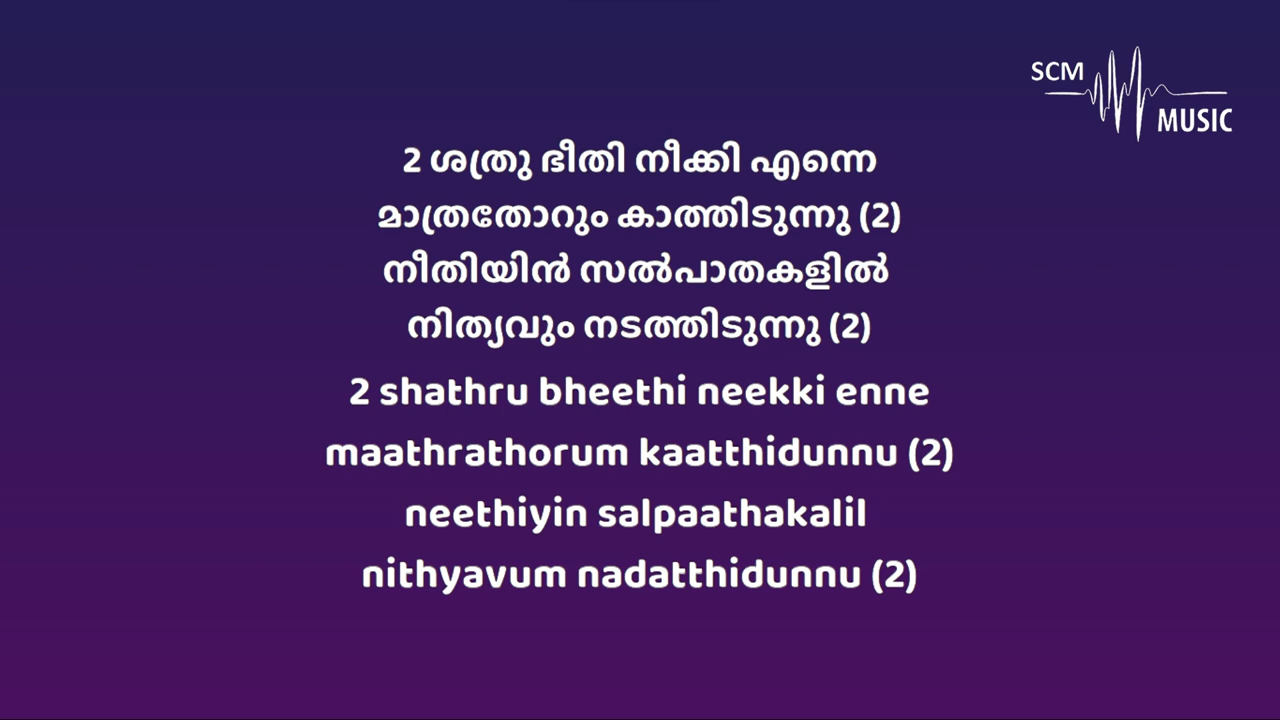 SCM
MUSIC
2 ശത്രു ഭീതി നീക്കി എന്നെ
മാത്രതോറും കാത്തിടുന്നു (2)
നീതിയിൻ സൽപാതകളിൽ
നിത്യവും നടത്തിടുന്നു (2)
2 shathru bheethi neekki enne
maathrathorum kaatthidunnu (2)
neethiyin salpaathakalil
nithyavum nadatthidunnu (2)